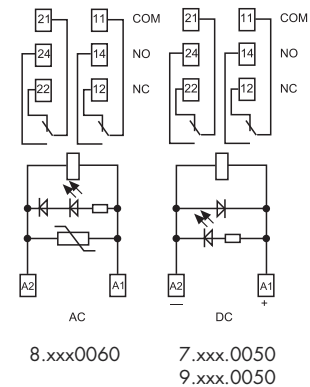 21 11 COM 21 11 COM
24 14 NO 24 14 NO
22 12 NC 22 12 NC
A2 A1 A2 A1
— +
AC DC
8.xxx0060 7.xxx.0050
9.xxx.0050